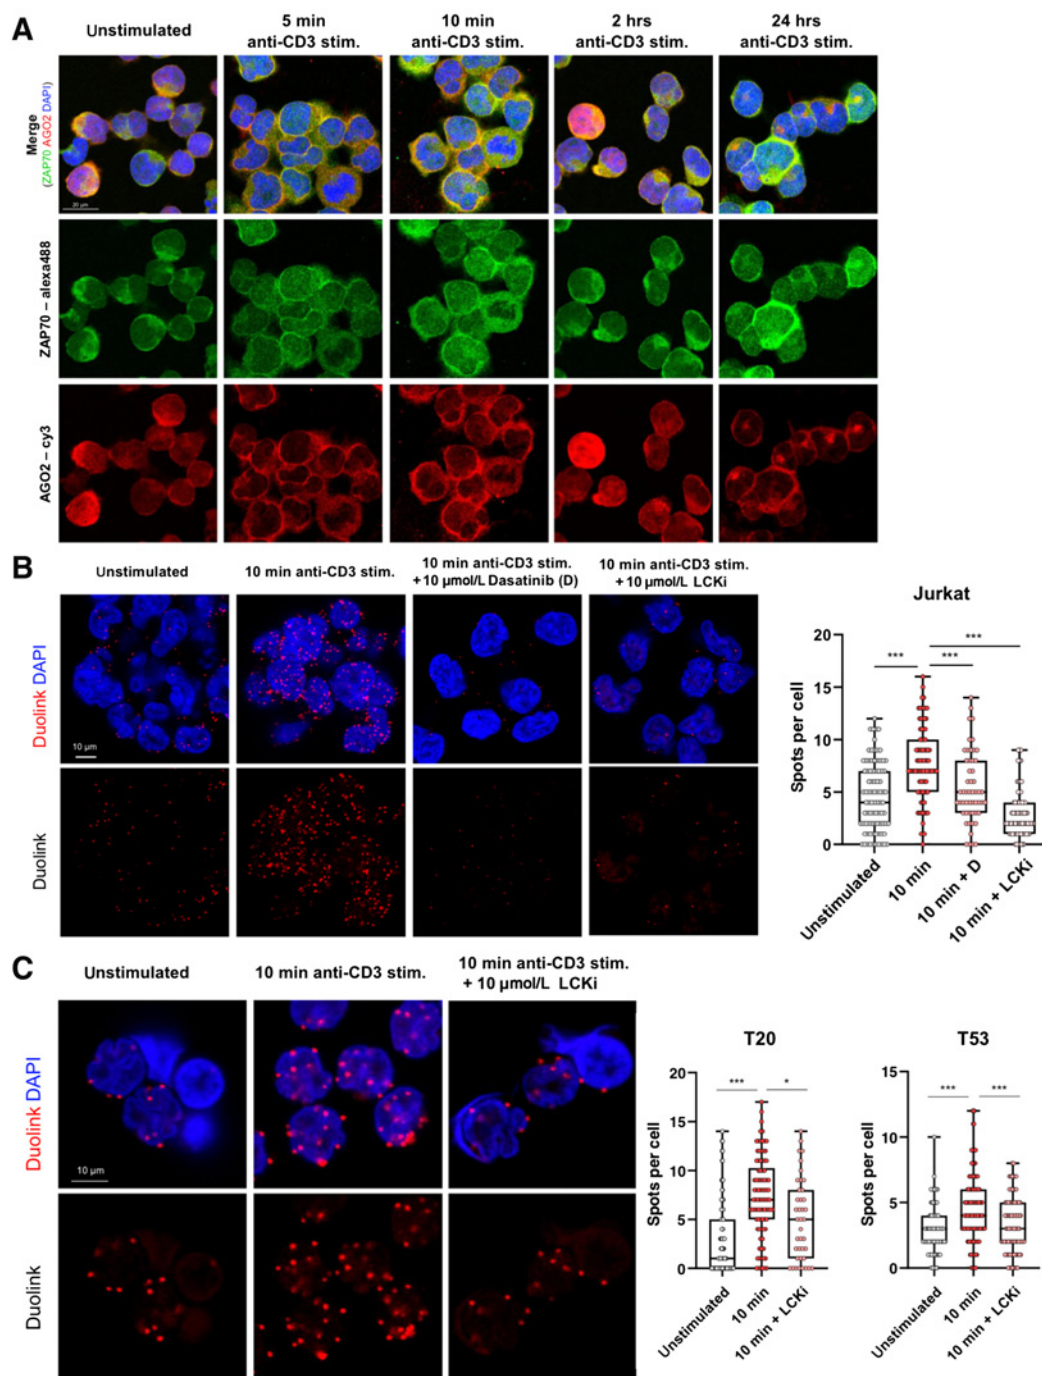 A
Unstimulated
5 min
anti-CD3 stim.
10 min
anti-CD3 stim.
2 hrs
anti-CD3 stim.
24 hrs
anti-CD3 stim.
Merge
(ZAP70 AGO2 DAPI)
20 µm
ZAP70 – alexa488
AGO2 – cy3
B
Unstimulated
10 min anti-CD3 stim.
10 min anti-CD3 stim.
+ 10 µmol/L Dasatinib (D)
10 min anti-CD3 stim.
+ 10 µmol/L LCKi
Duolink DAPI
10 µm
Duolink
Jurkat
***
***
***
Spots per cell
20
15
10
5
0
Unstimulated
10 min
10 min + D
10 min + LCKi
C
Unstimulated
10 min anti-CD3 stim.
10 min anti-CD3 stim.
+ 10 µmol/L LCKi
Duolink DAPI
10 µm
Duolink
T20
***
*
Spots per cell
20
15
10
5
0
Unstimulated
10 min
10 min + LCKi
T53
***
***
Spots per cell
15
10
5
0
Unstimulated
10 min
10 min + LCKi